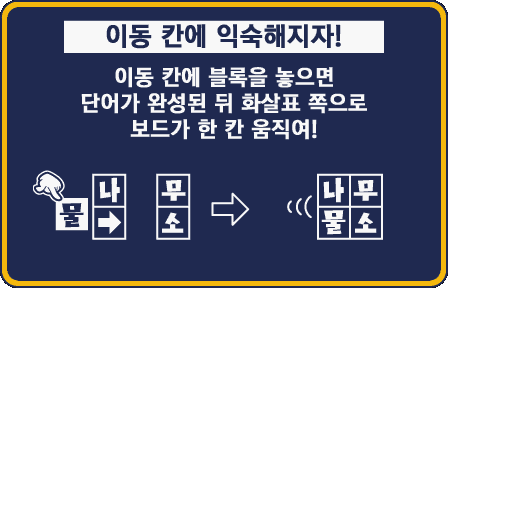 이동 칸에 익숙해지자!
이동 칸에 블록을 놓으면
단어가 완성된 뒤 화살표 쪽으로
보드가 한 칸 움직여!
나 무 나 무
물 소 물 소